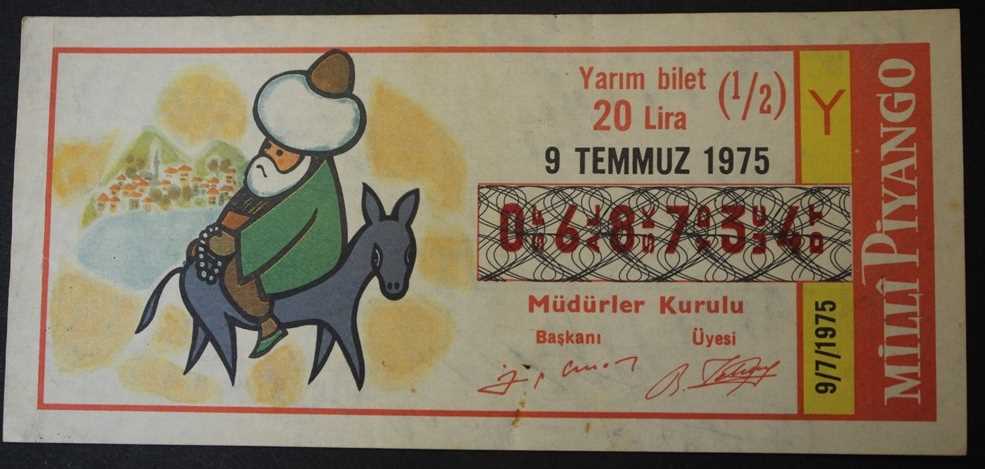 Yarım bilet
20 Lira
(1/2)
9 TEMMUZ 1975
0 6 8 7 3 4
Müdürler Kurulu
Başkanı Üyesi
Y
9/7/1975
MİLLÎ PİYANGO